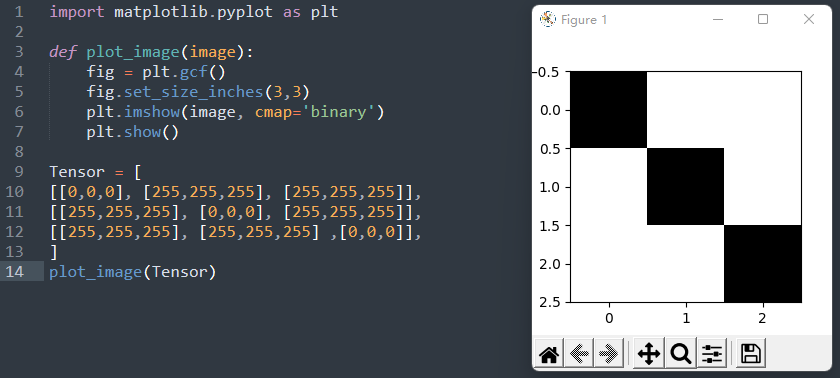 1 import matplotlib.pyplot as plt
2
3 def plot_image(image):
4     fig = plt.gcf()
5     fig.set_size_inches(3,3)
6     plt.imshow(image, cmap='binary')
7     plt.show()
8
9 Tensor = [
10 [[0,0,0], [255,255,255], [255,255,255]],
11 [[255,255,255], [0,0,0], [255,255,255]],
12 [[255,255,255], [255,255,255] ,[0,0,0]],
13 ]
14 plot_image(Tensor)
Figure 1
-0.5
0.0
0.5
1.0
1.5
2.0
2.5
0 1 2